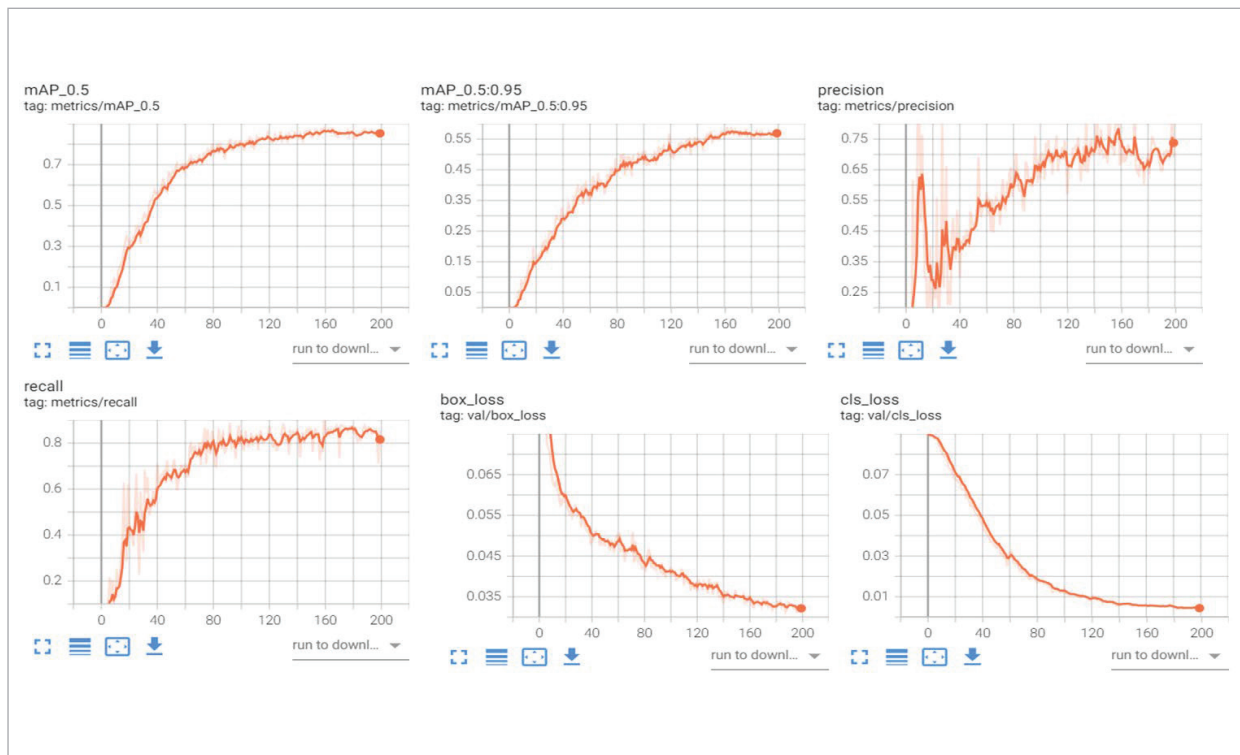 mAP_0.5
tag: metrics/mAP_0.5
0.7
0.5
0.3
0.1
0 40 80 120 160 200
run to downl...
mAP_0.5:0.95
tag: metrics/mAP_0.5:0.95
0.55
0.45
0.35
0.25
0.15
0.05
0 40 80 120 160 200
run to downl...
precision
tag: metrics/precision
0.75
0.65
0.55
0.45
0.35
0.25
0 40 80 120 160 200
run to downl...
recall
tag: metrics/recall
0.8
0.6
0.4
0.2
0 40 80 120 160 200
run to downl...
box_loss
tag: val/box_loss
0.065
0.055
0.045
0.035
0 40 80 120 160 200
run to downl...
cls_loss
tag: val/cls_loss
0.07
0.05
0.03
0.01
0 40 80 120 160 200
run to downl...